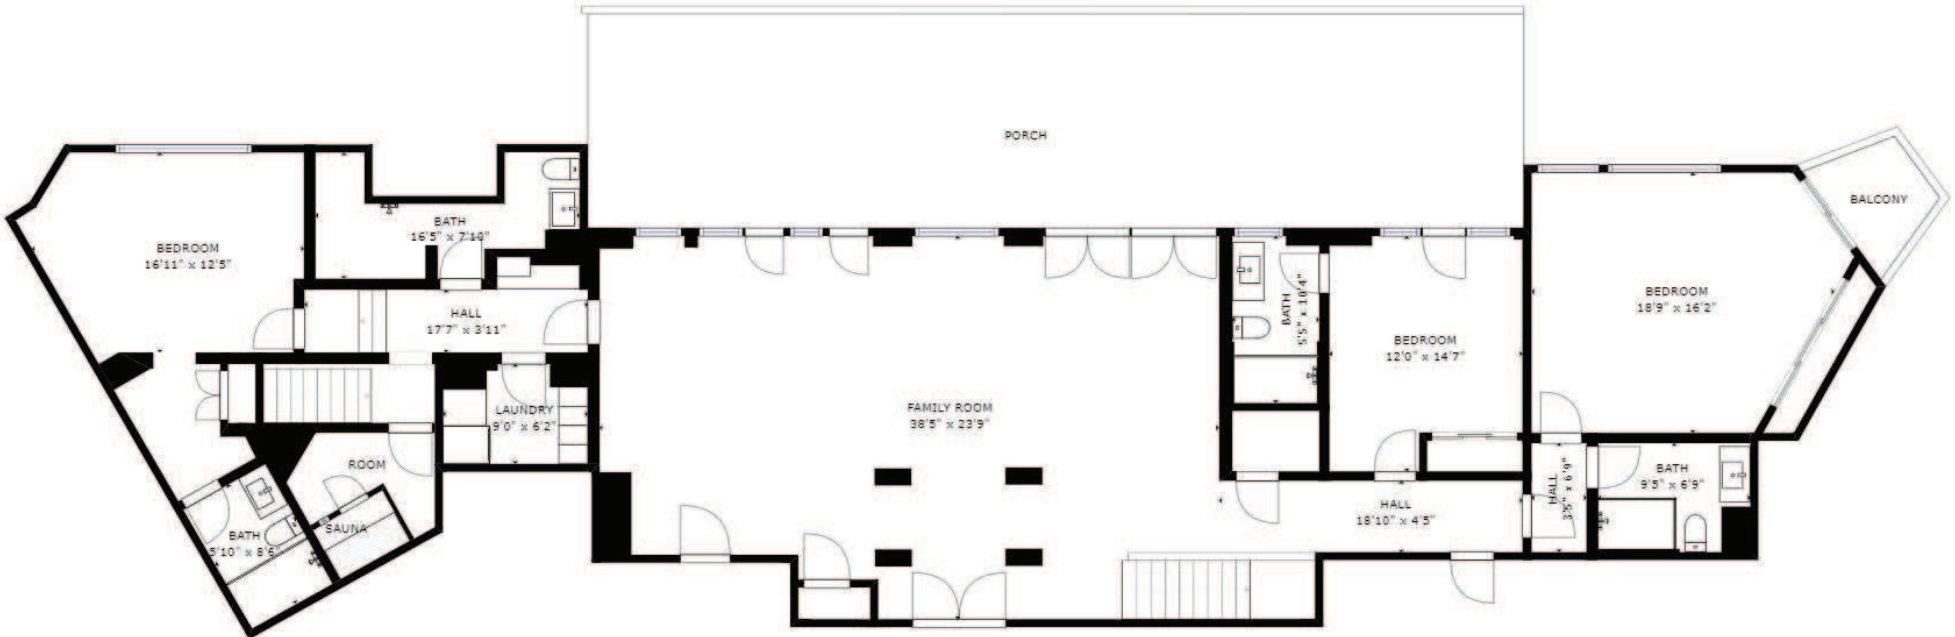 PORCH
BALCONY
BATH
16'5" x 7'10"
BEDROOM
16'11" x 12'5"
BEDROOM
18'9" x 16'2"
HALL
17'7" x 3'11"
BATH
5'5" x 10'4"
BEDROOM
12'0" x 14'7"
LAUNDRY
9'0" x 6'2"
FAMILY ROOM
38'5" x 23'9"
ROOM
BATH
9'5" x 6'9"
HALL
3'5" x 6'9"
HALL
18'10" x 4'5"
SAUNA
BATH
5'10" x 8'6"